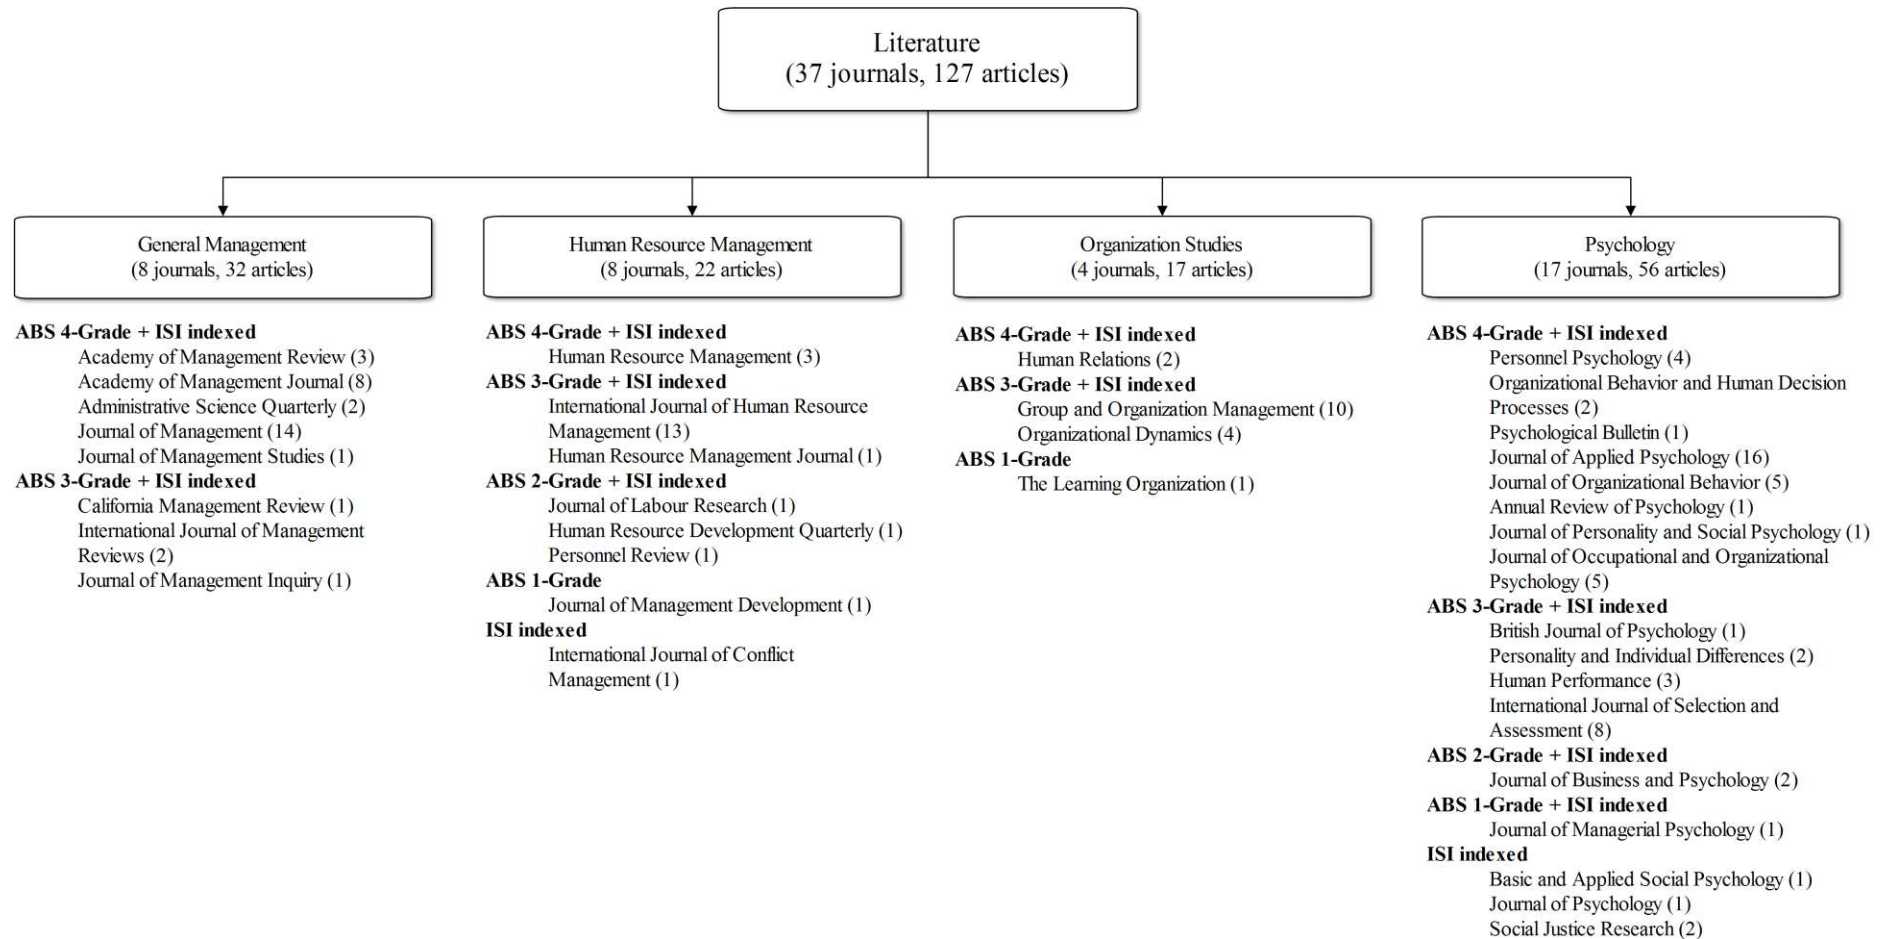 Literature
(37 journals, 127 articles)
General Management
(8 journals, 32 articles)
ABS 4-Grade + ISI indexed
Academy of Management Review (3)
Academy of Management Journal (8)
Administrative Science Quarterly (2)
Journal of Management (14)
Journal of Management Studies (1)
ABS 3-Grade + ISI indexed
California Management Review (1)
International Journal of Management
Reviews (2)
Journal of Management Inquiry (1)
Human Resource Management
(8 journals, 22 articles)
ABS 4-Grade + ISI indexed
Human Resource Management (3)
ABS 3-Grade + ISI indexed
International Journal of Human Resource
Management (13)
Human Resource Management Journal (1)
ABS 2-Grade + ISI indexed
Journal of Labour Research (1)
Human Resource Development Quarterly (1)
Personnel Review (1)
ABS 1-Grade
Journal of Management Development (1)
ISI indexed
International Journal of Conflict
Management (1)
Organization Studies
(4 journals, 17 articles)
ABS 4-Grade + ISI indexed
Human Relations (2)
ABS 3-Grade + ISI indexed
Group and Organization Management (10)
Organizational Dynamics (4)
ABS 1-Grade
The Learning Organization (1)
Psychology
(17 journals, 56 articles)
ABS 4-Grade + ISI indexed
Personnel Psychology (4)
Organizational Behavior and Human Decision
Processes (2)
Psychological Bulletin (1)
Journal of Applied Psychology (16)
Journal of Organizational Behavior (5)
Annual Review of Psychology (1)
Journal of Personality and Social Psychology (1)
Journal of Occupational and Organizational
Psychology (5)
ABS 3-Grade + ISI indexed
British Journal of Psychology (1)
Personality and Individual Differences (2)
Human Performance (3)
International Journal of Selection and
Assessment (8)
ABS 2-Grade + ISI indexed
Journal of Business and Psychology (2)
ABS 1-Grade + ISI indexed
Journal of Managerial Psychology (1)
ISI indexed
Basic and Applied Social Psychology (1)
Journal of Psychology (1)
Social Justice Research (2)